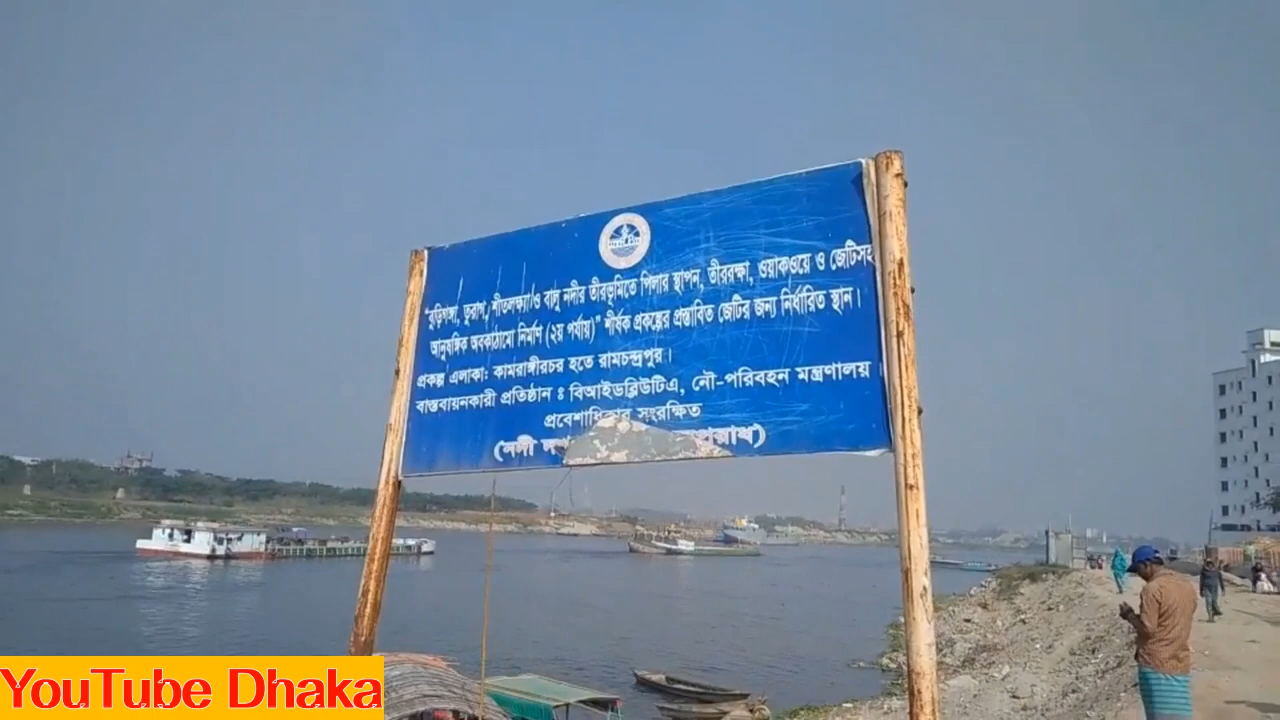 "বুড়িগঙ্গা, তুরাগ, শীতলক্ষ্যা ও বালু নদীর তীরভূমিতে পিলার স্থাপন, তীররক্ষা, ওয়াকওয়ে ও জেটিসহ
আনুষঙ্গিক অবকাঠামো নির্মাণ (২য় পর্যায়)" শীর্ষক প্রকল্পের প্রস্তাবিত জেটির জন্য নির্ধারিত স্থান।
প্রকল্প এলাকা: কামরাঙ্গীরচর হতে রামচন্দ্রপুর।
বাস্তবায়নকারী প্রতিষ্ঠান : বিআইডব্লিউটিএ, নৌ-পরিবহন মন্ত্রণালয়।
প্রবেশাধিকার সংরক্ষিত
(নদী
YouTube Dhaka